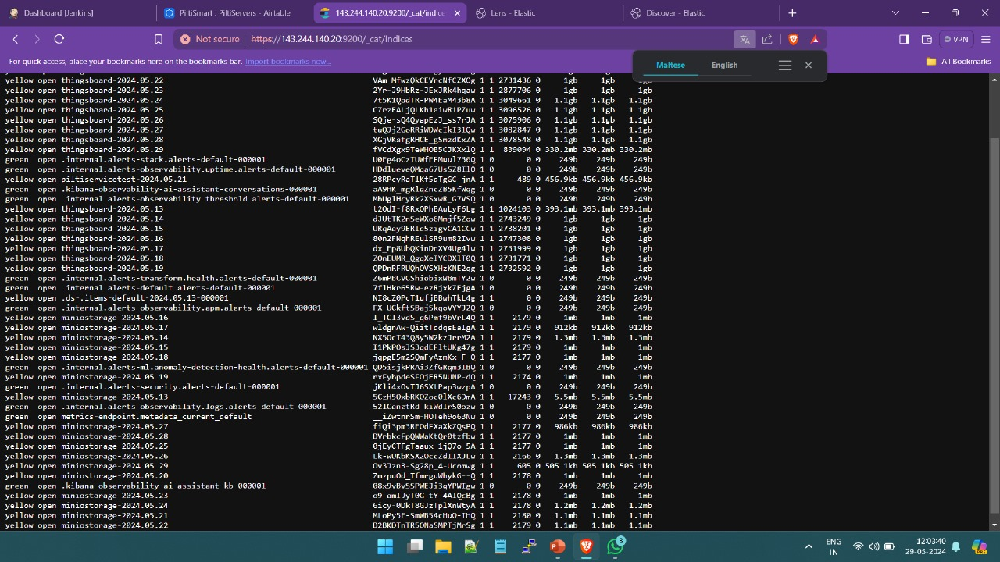 Dashboard [Jenkins]
PiltiSmart : PiltiServers - Airtable
143.244.140.20:9200/_cat/indices
Lens - Elastic
Discover - Elastic
Not secure https://143.244.140.20:9200/_cat/indices
VPN
For quick access, place your bookmarks here on the bookmarks bar. Import bookmarks now...
All Bookmarks
Maltese English
yellow open thingsboard-2024.05.22 VAm_MfwzQkCEVrcNfCZXOg 1 1 2731436 0 1gb 1gb 1gb
yellow open thingsboard-2024.05.23 2Yr-J9HbRz-JExJRk4hqaw 1 1 2877706 0 1gb 1gb 1gb
yellow open thingsboard-2024.05.24 7t5K1QadTR-PW4EaM43b8A 1 1 3049661 0 1.1gb 1.1gb 1.1gb
yellow open thingsboard-2024.05.25 CZrzEALjQLKh1aiwR1PZuw 1 1 3096526 0 1.1gb 1.1gb 1.1gb
yellow open thingsboard-2024.05.26 SQje-sQ4QyapEzJ_ss7rJA 1 1 3075906 0 1.1gb 1.1gb 1.1gb
yellow open thingsboard-2024.05.27 tuQJj2GoRRiWDWcIkI31Qw 1 1 3082847 0 1.1gb 1.1gb 1.1gb
yellow open thingsboard-2024.05.28 XGjVKafgRHCE_gSmzdKxZA 1 1 3078548 0 1.1gb 1.1gb 1.1gb
yellow open thingsboard-2024.05.29 fVCdXgx9TeWHOB5CJKXxlQ 1 1 839094 0 330.2mb 330.2mb 330.2mb
green open .internal.alerts-stack.alerts-default-000001 U0Eg4oCzTUWfEFMuul736Q 1 0 0 0 249b 249b 249b
green open .internal.alerts-observability.uptime.alerts-default-000001 HDdlueveQMqa67UsSZ8IlQ 1 0 0 0 249b 249b 249b
yellow open piltiservicetest-2024.05.21 28RPcyRaTlKf5qTgGC_jnA 1 1 489 0 456.9kb 456.9kb 456.9kb
green open .kibana-observability-ai-assistant-conversations-000001 aA9HK_mgRlqZncZB5KfWqg 1 0 0 0 249b 249b 249b
green open .internal.alerts-observability.threshold.alerts-default-000001 MbUglHcyRk2XSxwR_G7VSQ 1 0 0 0 249b 249b 249b
yellow open thingsboard-2024.05.13 t2OdI-f8RxOPhBAuLyF6Lg 1 1 1024103 0 393.1mb 393.1mb 393.1mb
yellow open thingsboard-2024.05.14 dJUtTK2nSeWXo6Mmjf5Zow 1 1 2743249 0 1gb 1gb 1gb
yellow open thingsboard-2024.05.15 URqAay9ERIe5zigvCA1CCw 1 1 2738201 0 1gb 1gb 1gb
yellow open thingsboard-2024.05.16 80n2FNqhREulSR9um82Ivw 1 1 2747308 0 1gb 1gb 1gb
yellow open thingsboard-2024.05.17 dx_Ep8UbQKinDnXV4Ug4lw 1 1 2731999 0 1gb 1gb 1gb
yellow open thingsboard-2024.05.18 ZOnEUMR_QgqXeIYCDXlT0Q 1 1 2731771 0 1gb 1gb 1gb
yellow open thingsboard-2024.05.19 QPDnRFRUQhOVSXHzKNE2qg 1 1 2732592 0 1gb 1gb 1gb
green open .internal.alerts-transform.health.alerts-default-000001 Z6mPBCVCShiobixWBmTY2w 1 0 0 0 249b 249b 249b
green open .internal.alerts-default.alerts-default-000001 7flHkr65Rw-ezRjxkZEjgA 1 0 0 0 249b 249b 249b
yellow open .ds-.items-default-2024.05.13-000001 NI8cZ0PcT1ufjBBwhTkL4g 1 1 0 0 249b 249b 249b
green open .internal.alerts-observability.apm.alerts-default-000001 FX-UCkftSBajSkqoVYYJ2Q 1 0 0 0 249b 249b 249b
yellow open miniostorage-2024.05.16 l_TCl3vdS_q6Pmf9bVrL4Q 1 1 2179 0 1mb 1mb 1mb
yellow open miniostorage-2024.05.17 wldgnAw-QiitTddqsEaIgA 1 1 2179 0 912kb 912kb 912kb
yellow open miniostorage-2024.05.14 NX5OcT43Q8y5W2kzJrrM2A 1 1 2179 0 1.3mb 1.3mb 1.3mb
yellow open miniostorage-2024.05.15 I1PkPOsJS3qdEFltUKg47g 1 1 2179 0 1mb 1mb 1mb
yellow open miniostorage-2024.05.18 jqpgE5m2SQmFyAzmKx_F_Q 1 1 2177 0 1mb 1mb 1mb
green open .internal.alerts-ml.anomaly-detection-health.alerts-default-000001 QD5isjkPRAi3ZfGRqm31BQ 1 0 0 0 249b 249b 249b
yellow open miniostorage-2024.05.19 rxFybpdeSFOjER5NUNP-dQ 1 1 2174 0 1mb 1mb 1mb
green open .internal.alerts-security.alerts-default-000001 jKli4xOvTJ6SXtPap3wzpA 1 0 0 0 249b 249b 249b
yellow open miniostorage-2024.05.13 5CzH5OxbRKOZoc0lXc6DmA 1 1 17243 0 5.5mb 5.5mb 5.5mb
green open .internal.alerts-observability.logs.alerts-default-000001 52lCanztRd-kiWdlrS0ozw 1 0 0 0 249b 249b 249b
green open metrics-endpoint.metadata_current_default __iZwtnrSm-HOTeh9o63Nw 1 0 0 0 249b 249b 249b
yellow open miniostorage-2024.05.27 fiQi3pm3REOdFXaXkZQsPQ 1 1 2177 0 986kb 986kb 986kb
yellow open miniostorage-2024.05.28 DVrbkcFpQWWaKtQr0tzfbw 1 1 2177 0 1mb 1mb 1mb
yellow open miniostorage-2024.05.25 0jEyCTFgTaaux-1jQ7o-5A 1 1 2177 0 1mb 1mb 1mb
yellow open miniostorage-2024.05.26 Lk-wUKbKSX2OccZdIIXJLw 1 1 2166 0 1.3mb 1.3mb 1.3mb
yellow open miniostorage-2024.05.29 Ov3Jzn3-Sg28p_4-Ucomwg 1 1 605 0 505.1kb 505.1kb 505.1kb
yellow open miniostorage-2024.05.20 ZmzpuOd_TfmrguWhykG--Q 1 1 2178 0 1mb 1mb 1mb
green open .kibana-observability-ai-assistant-kb-000001 08x9vBvSSPWEJi3qYPWIgw 1 0 0 0 249b 249b 249b
yellow open miniostorage-2024.05.23 o9-amIJyT0G-tY-4AlQcBg 1 1 2178 0 1mb 1mb 1mb
yellow open miniostorage-2024.05.24 6icy-0DkT8GJzTplXnWtyA 1 1 2178 0 1.2mb 1.2mb 1.2mb
yellow open miniostorage-2024.05.21 MLoPy5E-SmWB54cHuO-IHQ 1 1 2180 0 1.1mb 1.1mb 1.1mb
yellow open miniostorage-2024.05.22 D2BKDTnTR5ONaSMPTjMrSg 1 1 2179 0 1.1mb 1.1mb 1.1mb
3
ENG
IN
12:03:40
29-05-2024
PRE